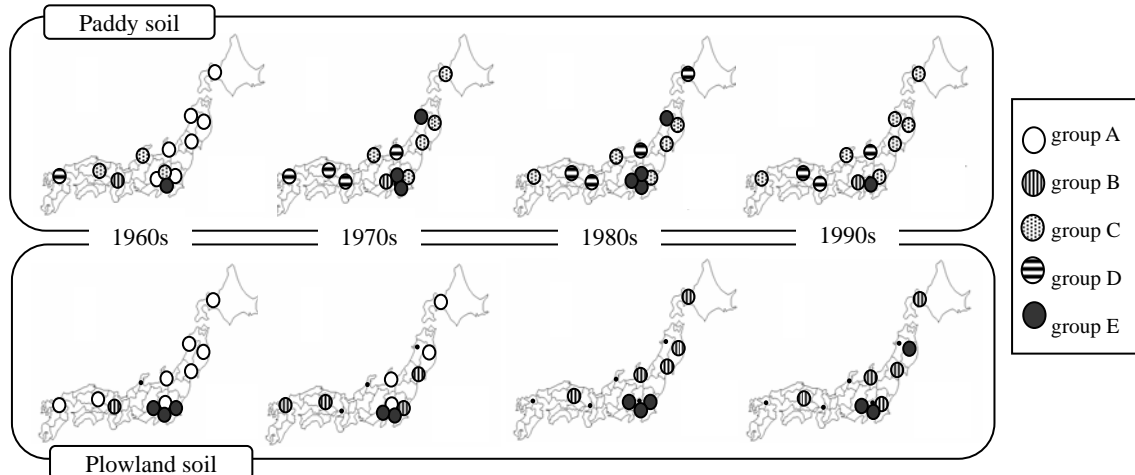 Paddy soil
1960s
1970s
1980s
1990s
Plowland soil
group A
group B
group C
group D
group E